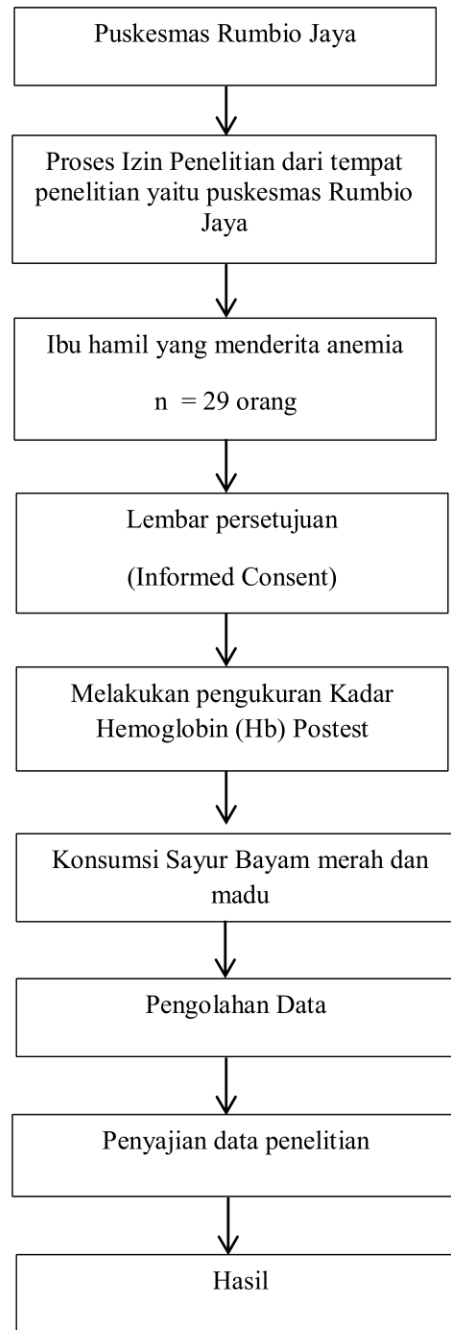 Puskesmas Rumbio Jaya
Proses Izin Penelitian dari tempat
penelitian yaitu puskesmas Rumbio
Jaya
Ibu hamil yang menderita anemia
n = 29 orang
Lembar persetujuan
(Informed Consent)
Melakukan pengukuran Kadar
Hemoglobin (Hb) Postest
Konsumsi Sayur Bayam merah dan
madu
Pengolahan Data
Penyajian data penelitian
Hasil